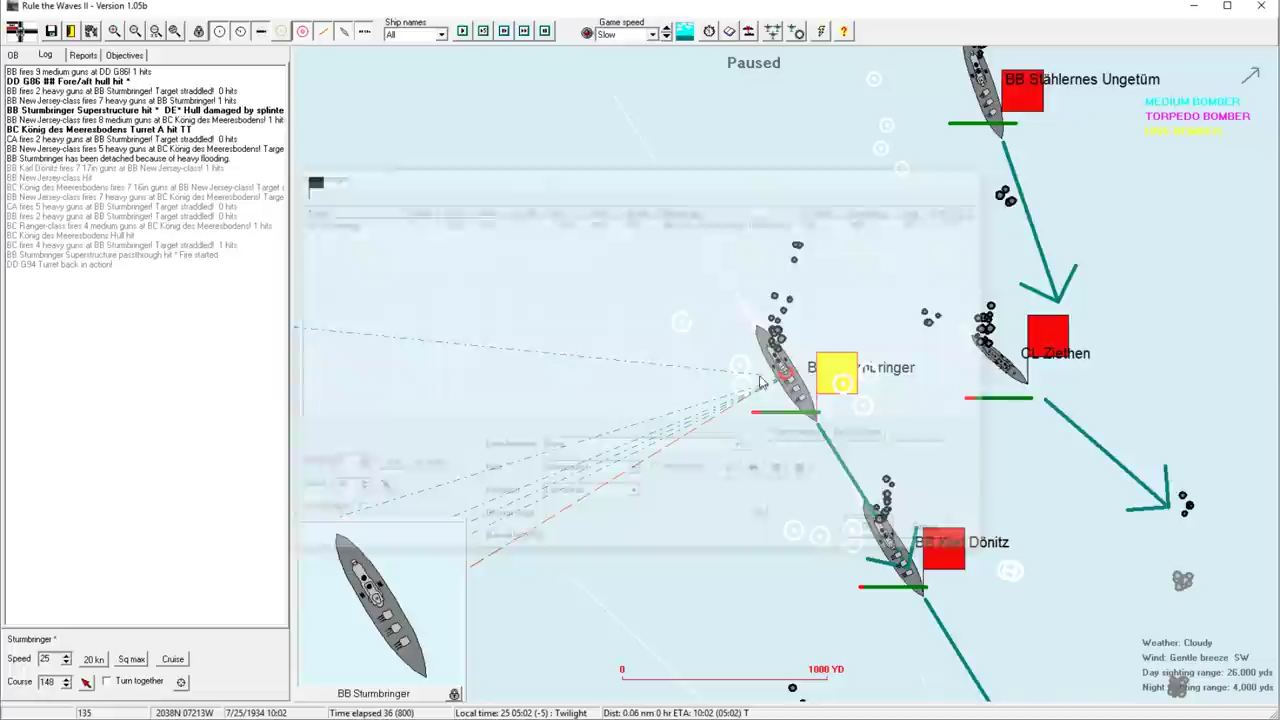 Rule the Waves II - Version 1.05b
Ship names
All
Game speed
Slow
OB
Log
Reports
Objectives
BB fires 9 medium guns at DD G86! 1 hits
DD G86 ## Fore/aft hull hit *
BB fires 2 heavy guns at BB Sturmbringer! Target straddled!  0 hits
BB New Jersey-class fires 7 heavy guns at BB Sturmbringer! 1 hits
BB Sturmbringer Superstructure hit *  DE* Hull damaged by splinte
BB New Jersey-class fires 8 medium guns at BC König des Meeresbodens! 1 hit
BC König des Meeresbodens Turret A hit TT
CA fires 2 heavy guns at BB Sturmbringer! Target straddled!  0 hits
BB New Jersey-class fires 5 heavy guns at BC König des Meeresbodens! Targe
BB Sturmbringer has been detached because of heavy flooding.
BB Karl Dönitz fires 7 17in guns at BB New Jersey-class! 1 hits
BB New Jersey-class Hit
BC König des Meeresbodens fires 7 16in guns at BB New Jersey-class! Target
BB New Jersey-class fires 7 heavy guns at BC König des Meeresbodens! Targe
CA fires 5 heavy guns at BB Sturmbringer! Target straddled!  0 hits
BB fires 2 heavy guns at BB Sturmbringer! Target straddled!  0 hits
BC Ranger-class fires 4 medium guns at BC König des Meeresbodens! 1 hits
BC König des Meeresbodens Hull hit
BC fires 4 heavy guns at BB Sturmbringer! Target straddled!  1 hits
BB Sturmbringer Superstructure passthrough hit * Fire started
DD G94 Turret back in action!
Paused
BB Stählernes Ungetüm
MEDIUM BOMBER
TORPEDO BOMBER
DIVE BOMBER
CL Ziethen
BB Karl Dönitz
0
1000 YD
Weather: Cloudy
Wind: Gentle breeze  SW
Day sighting range: 26,000 yds
Night sighting range: 4,000 yds
Sturmbringer *
Speed
25
20 kn
Sq max
Cruise
Course
148
Turn together
BB Sturmbringer
135
2038N 07213W
7/25/1934 10:02
Time elapsed 36 (800)
Local time: 25 05:02 (-5) : Twilight
Dist: 0.06 nm 0 hr ETA: 10:02 (05:02) T